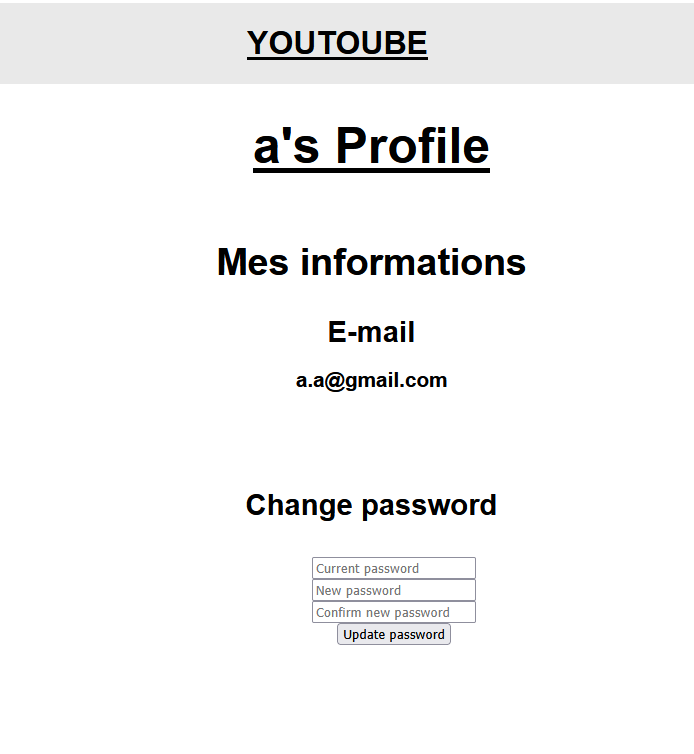 YOUTOUBE
a's Profile
Mes informations
E-mail
a.a@gmail.com
Change password
Current password
New password
Confirm new password
Update password